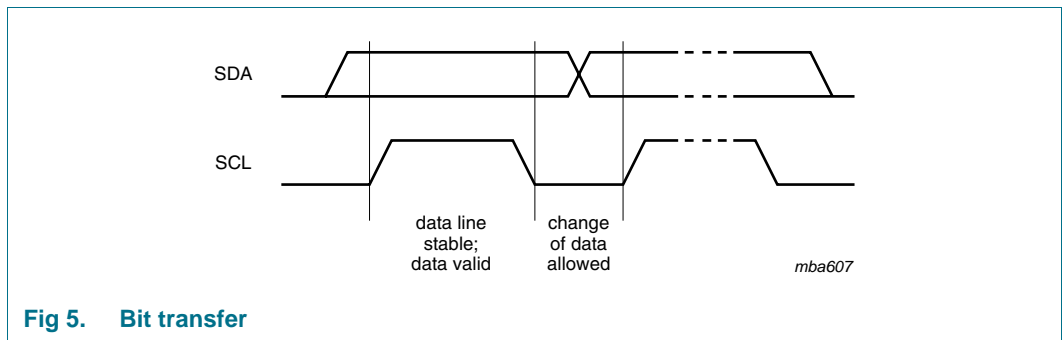 SDA
SCL
data line
stable;
data valid
change
of data
allowed
mba607
Fig 5. Bit transfer